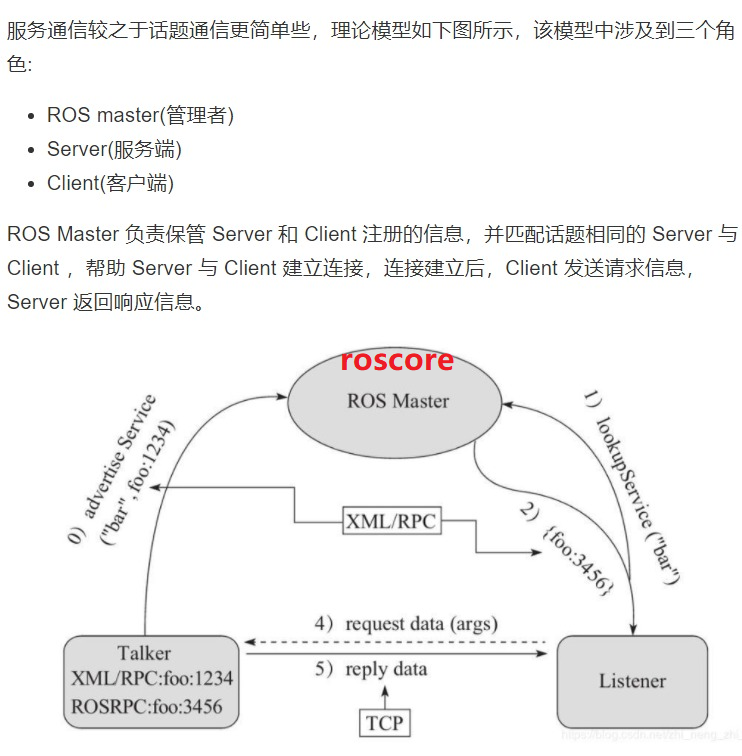 服务通信较之于话题通信更简单些，理论模型如下图所示，该模型中涉及到三个角
色:
ROS master(管理者)
Server(服务端)
Client(客户端)
ROS Master 负责保管 Server 和 Client 注册的信息，并匹配话题相同的 Server 与
Client ，帮助 Server 与 Client 建立连接，连接建立后，Client 发送请求信息，
Server 返回响应信息。
roscore
ROS Master
0）advertise Service
("bar", foo:1234)
1）lookupService ("bar")
XML/RPC
2）{foo:3456}
4）request data (args)
Talker
XML/RPC:foo:1234
ROSRPC:foo:3456
5）reply data
Listener
TCP